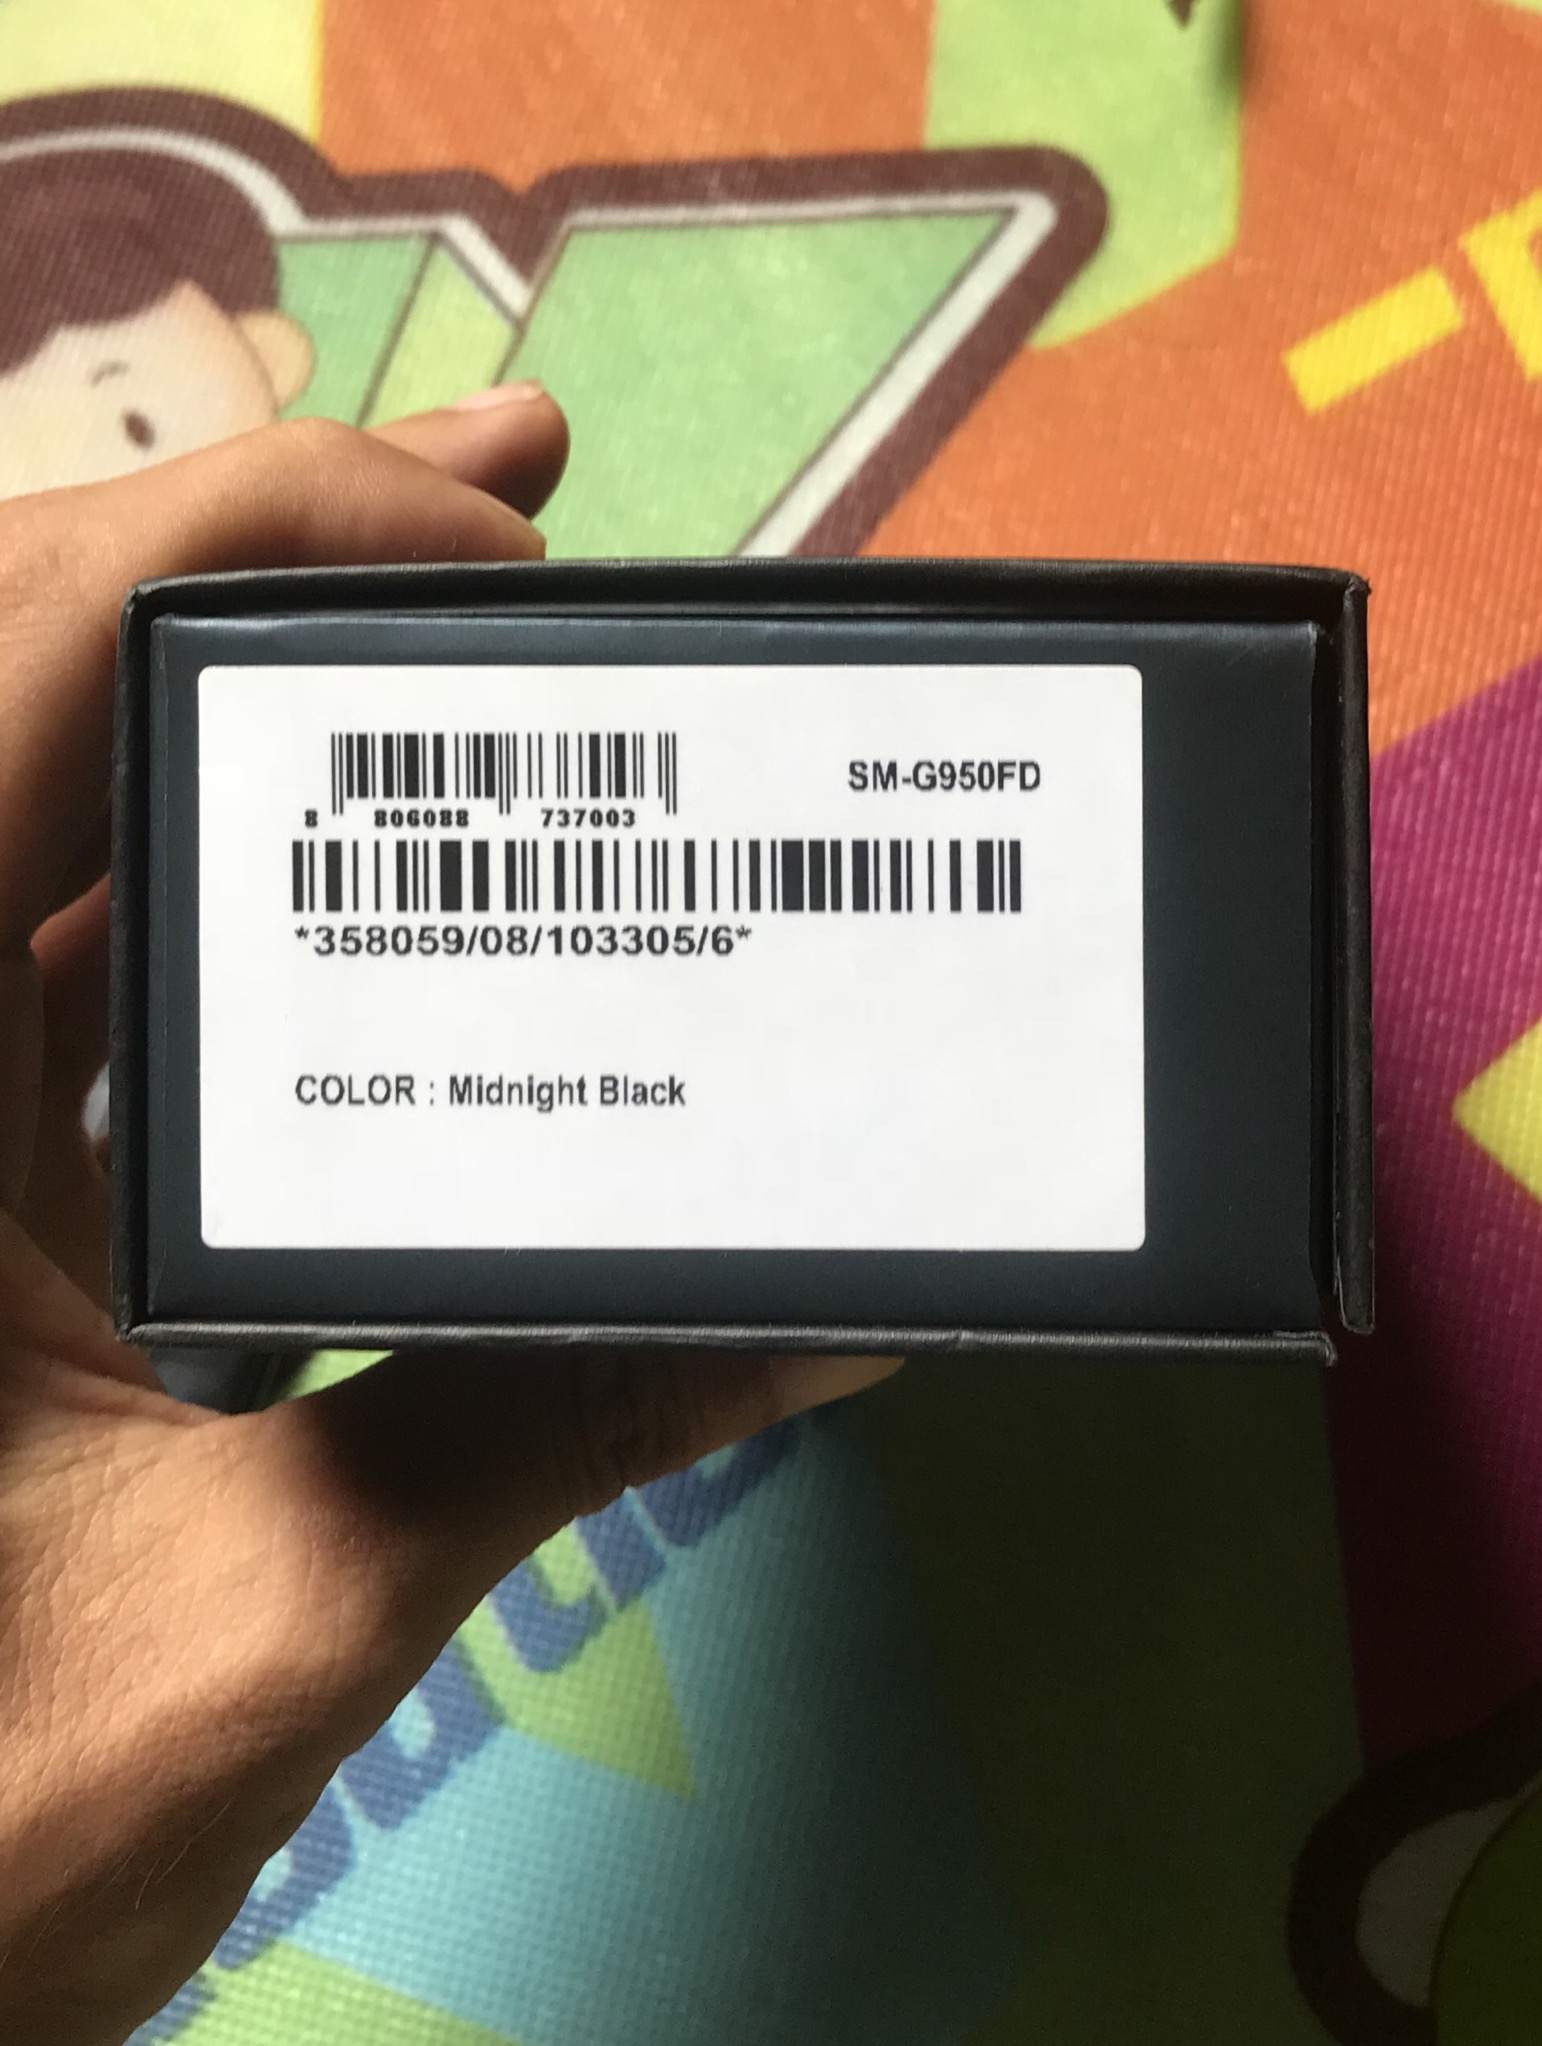 SM-G950FD
8 806088 737003
*358059/08/103305/6*
COLOR : Midnight Black